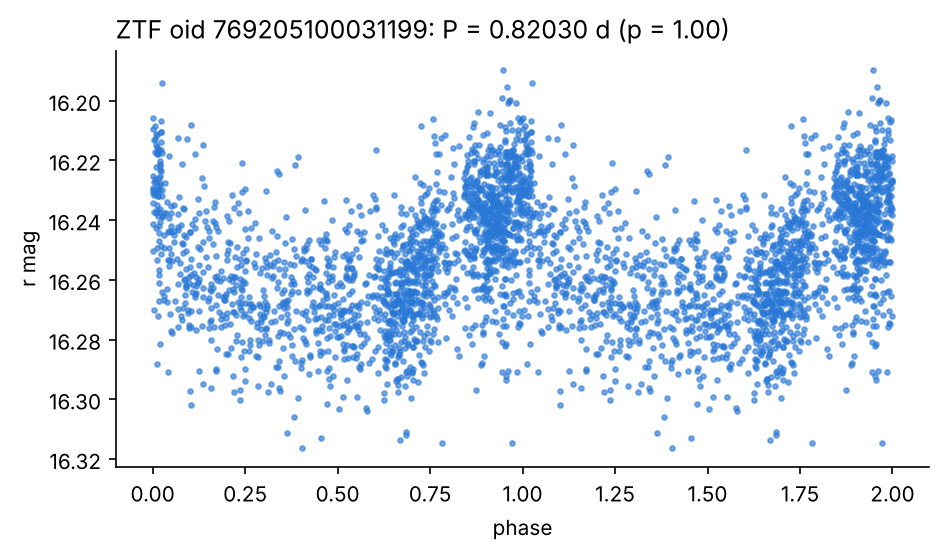 ZTF oid 769205100031199: P = 0.82030 d (p = 1.00)
16.20
16.22
16.24
16.26
16.28
16.30
16.32
r mag
0.00 0.25 0.50 0.75 1.00 1.25 1.50 1.75 2.00
phase